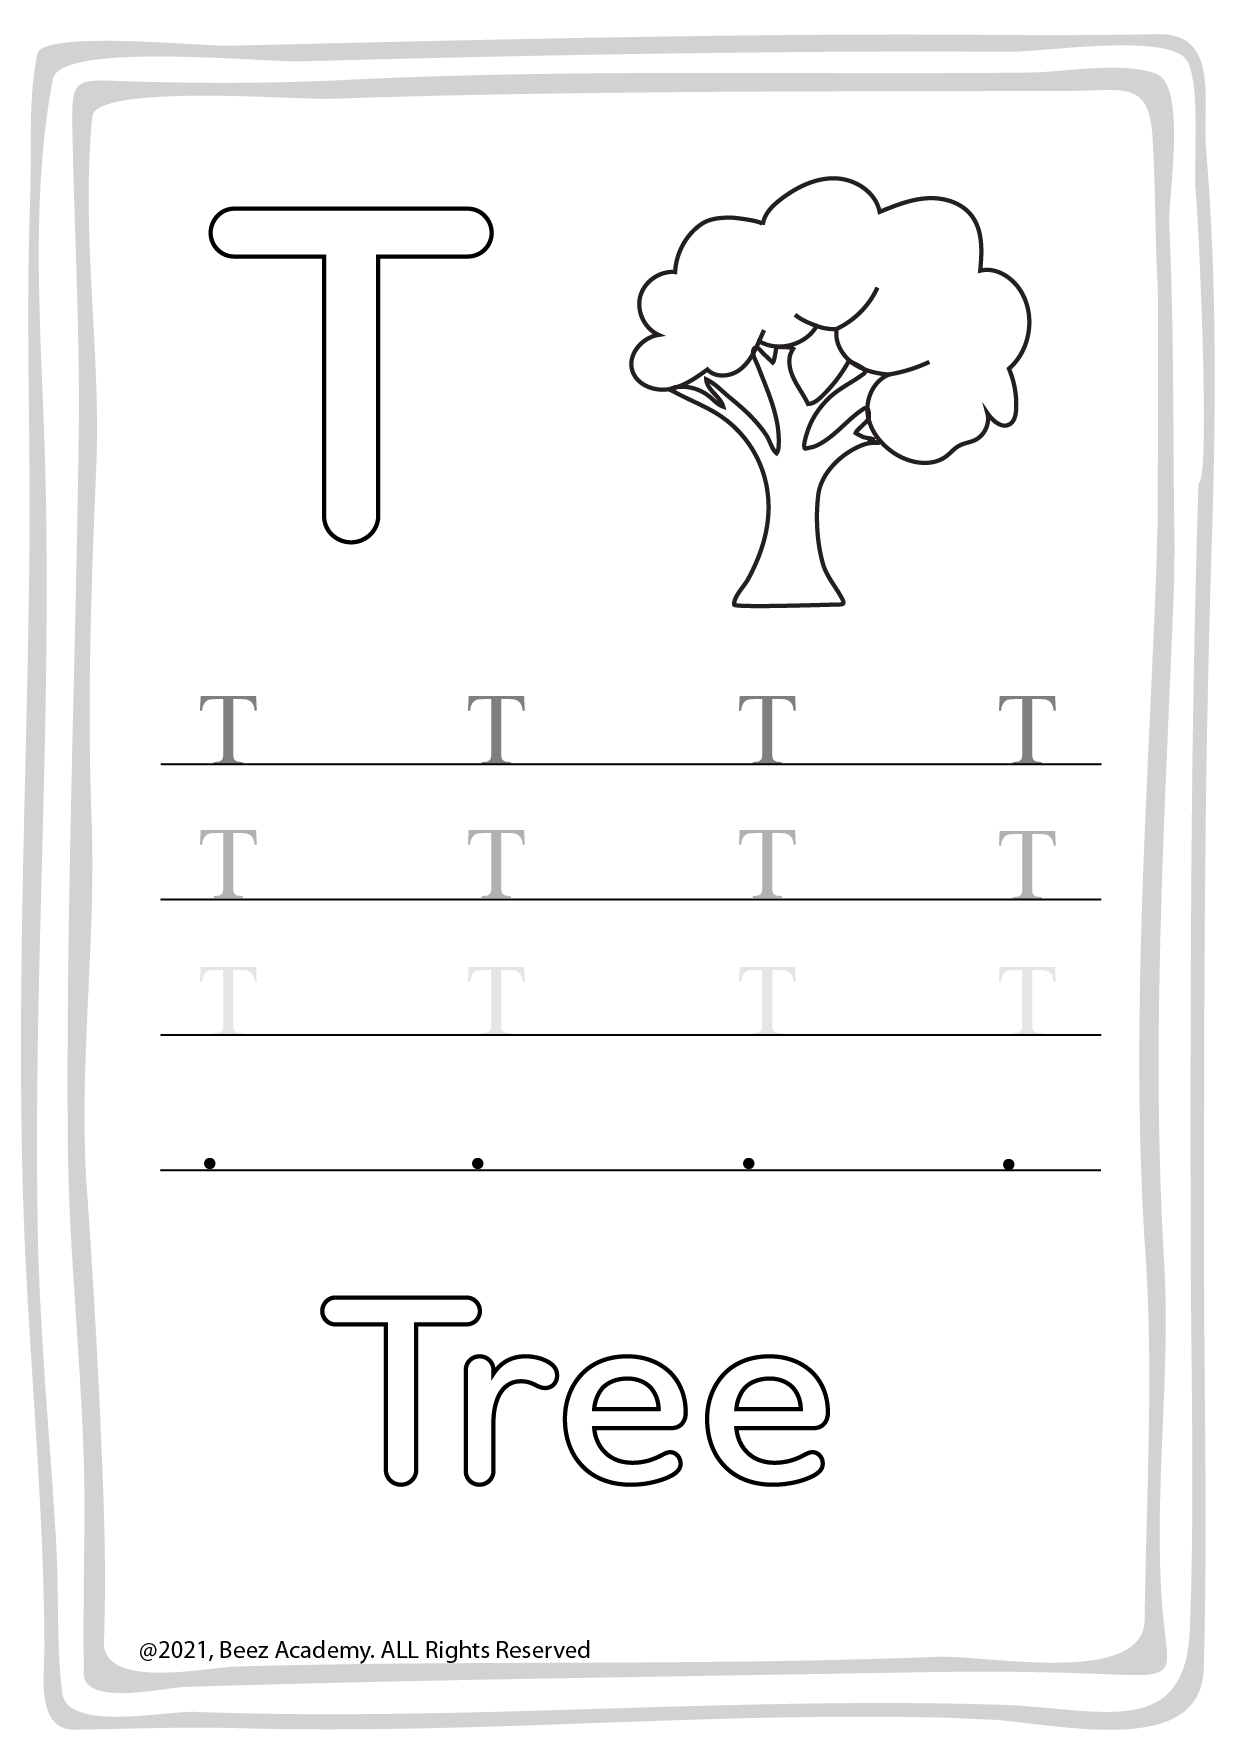 T
T T T T
T T T T
T T T T
. . . .
Tree
@2021, Beez Academy. ALL Rights Reserved